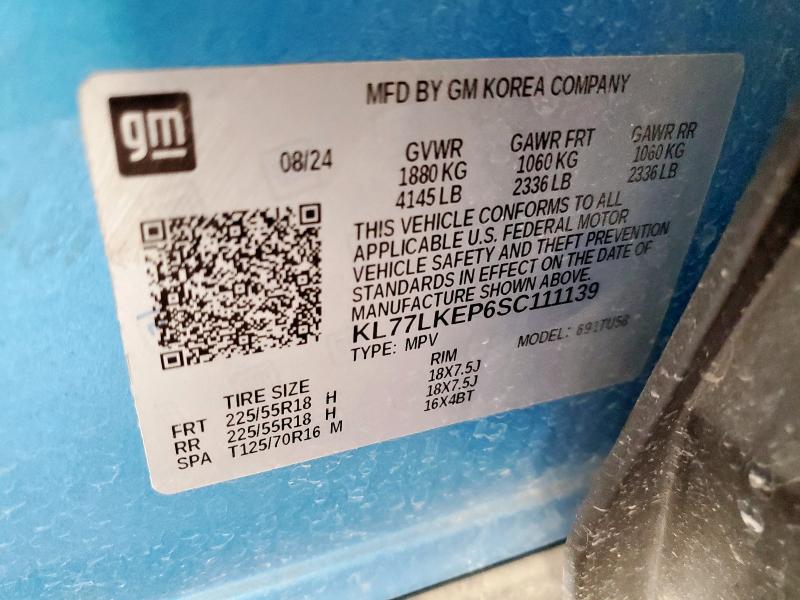 gm
MFD BY GM KOREA COMPANY
08/24
GVWR
1880 KG
4145 LB
GAWR FRT
1060 KG
2336 LB
GAWR RR
1060 KG
2336 LB
THIS VEHICLE CONFORMS TO ALL
APPLICABLE U.S. FEDERAL MOTOR
VEHICLE SAFETY AND THEFT PREVENTION
STANDARDS IN EFFECT ON THE DATE OF
MANUFACTURE SHOWN ABOVE.
KL77LKEP6SC111139
TYPE: MPV
MODEL: 691TU58
TIRE SIZE
RIM
FRT 225/55R18 H 18X7.5J
RR 225/55R18 H 18X7.5J
SPA T125/70R16 M 16X4BT